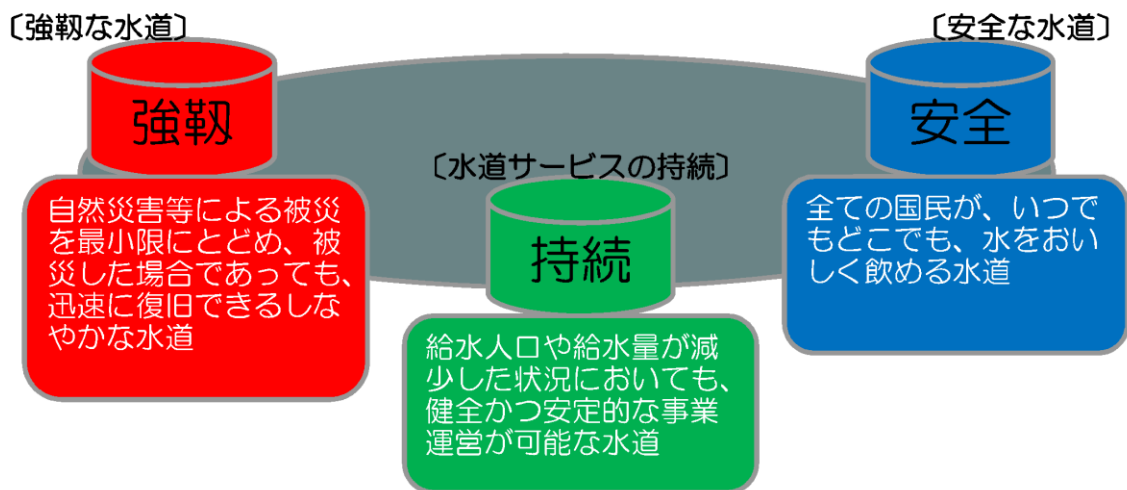 〔強靱な水道〕
強靱
自然災害等による被災
を最小限にとどめ、被
災した場合であっても、
迅速に復旧できるしな
やかな水道
〔水道サービスの持続〕
持続
給水人口や給水量が減
少した状況においても、
健全かつ安定的な事業
運営が可能な水道
〔安全な水道〕
安全
全ての国民が、いつで
もどこでも、水をおい
しく飲める水道